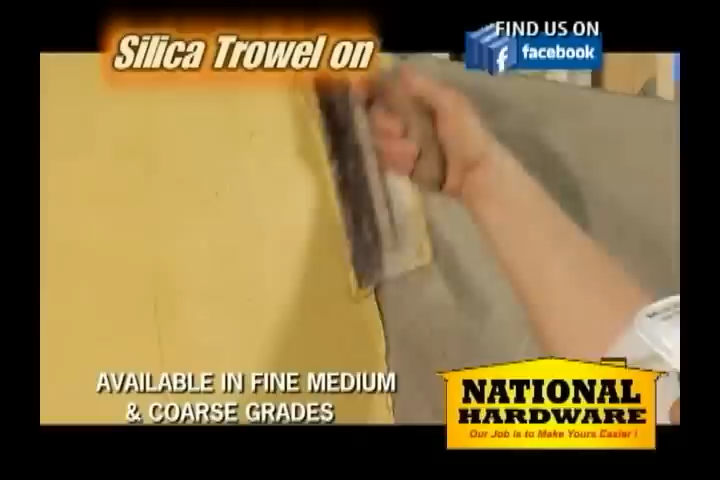 Silica Trowel on
FIND US ON
facebook
AVAILABLE IN FINE MEDIUM
& COARSE GRADES
NATIONAL
HARDWARE
Our Job is to Make Yours Easier !